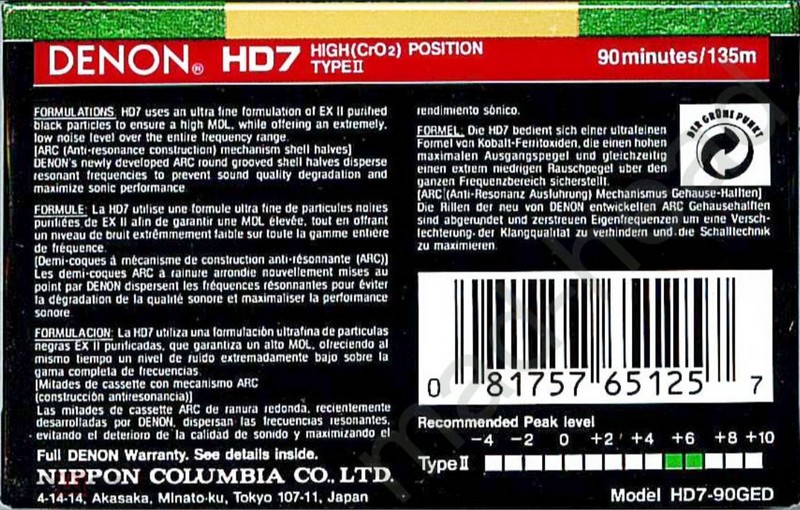 DENON® HD7 HIGH(CrO2) POSITION
TYPE II
90minutes/135m
FORMULATIONS: HD7 uses an ultra fine formulation of EX II purified
black particles to ensure a high MOL, while offering an extremely,
low noise level over the entire frequency range.
[ARC (Anti-resonance construction) mechanism shell halves]
DENON's newly developed ARC round grooved shell halves disperse
resonant frequencies to prevent sound quality degradation and
maximize sonic performance
FORMULE: La HD7 utilise une formule ultra fine de particules noires
purifiées de EX II afin de garantir une MOL élevée, tout en offrant
un niveau de bruit extrêmmement faible sur toute la gamme entière
de fréquence.
[Demi-coques à mécanisme de construction anti-résonnante (ARC)]
Les demi-coques ARC à rainure arrondie nouvellement mises au
point par DENON dispersent les fréquences résonnantes pour éviter
la dégradation de la qualité sonore et maximaliser la performance
sonore.
FORMULACION: La HD7 utiliza una formulación ultrafina de particulas
negras EX II purificadas, que garantiza un alto MOL, ofreciendo al
mismo tiempo un nivel de ruido extremadamente bajo sobre la
gama completa de frecuencias
[Mitades de cassette con mecanismo ARC
(construcción antiresonancia)]
Las mitades de cassette ARC de ranura redonda, recientemente
desarrolladas por DENON, dispersan las frecuencias resonantes,
evitando el deterioro de la calidad de sonido y maximizando el
Full DENON Warranty. See details inside.
NIPPON COLUMBIA CO., LTD.
4-14-14, Akasaka, Minato-ku, Tokyo 107-11, Japan
rendimiento sónico.
FORMEL: Die HD7 bedient sich einer ultrafeinen
Formel von Kobalt-Ferritoxiden, die einen hohen
maximalen Ausgangspegel und gleichzeitig
einen extrem niedrigen Rauschpegel uber den
ganzen Frequenzbereich sicherstellt.
[ARC(Anti-Resonanz Ausfuhrung) Mechanismus Gehause-Halften]
Die Rillen der neu von DENON entwickelten ARC Gehausehalften
sind abgerundet und zerstreuen Eigenfrequenzen um eine Versch-
lechterung der Klangqualitat zu verhindern und die Schalltechnik
zu maximieren.
DER GRÜNE PUNKT
0 81757 65125 7
Recommended Peak level
-4 -2 0 +2 +4 +6 +8 +10
Type II
Model HD7-90GED